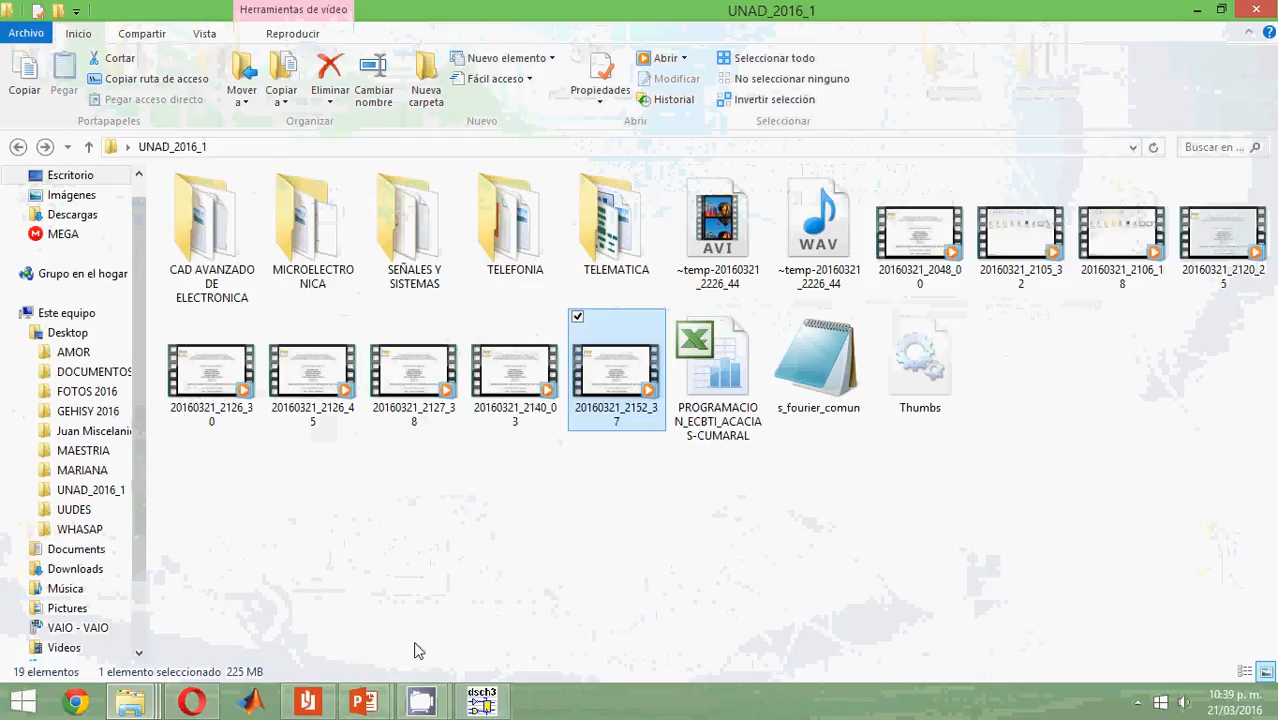 Herramientas de vídeo
UNAD_2016_1
Archivo Inicio Compartir Vista Reproducir
Copiar
Pegar
Cortar
Copiar ruta de acceso
Pegar acceso directo
Portapapeles
Mover a
Copiar a
Eliminar
Cambiar nombre
Organizar
Nueva carpeta
Nuevo elemento
Fácil acceso
Nuevo
Propiedades
Abrir
Modificar
Historial
Abrir
Seleccionar todo
No seleccionar ninguno
Invertir selección
Seleccionar
UNAD_2016_1
Buscar en ...
Escritorio
Imágenes
Descargas
MEGA
Grupo en el hogar
Este equipo
Desktop
AMOR
DOCUMENTOS
FOTOS 2016
GEHISY 2016
Juan Miscelani
MAESTRIA
MARIANA
UNAD_2016_1
UUDES
WHASAP
Documents
Downloads
Música
Pictures
VAIO - VAIO
Videos
CAD AVANZADO
DE
ELECTRONICA
MICROELECTRO
NICA
SEÑALES Y
SISTEMAS
TELEFONIA
TELEMATICA
AVI
~temp-20160321
_2226_44
WAV
~temp-20160321
_2226_44
20160321_2048_0
0
20160321_2105_3
2
20160321_2106_1
8
20160321_2120_2
5
20160321_2126_3
0
20160321_2126_4
5
20160321_2127_3
8
20160321_2140_0
3
20160321_2152_3
7
PROGRAMACIO
N_ECBTI_ACACIA
S-CUMARAL
s_fourier_comun
Thumbs
19 elementos 1 elemento seleccionado 225 MB
dsch3
10:39 p. m.
21/03/2016